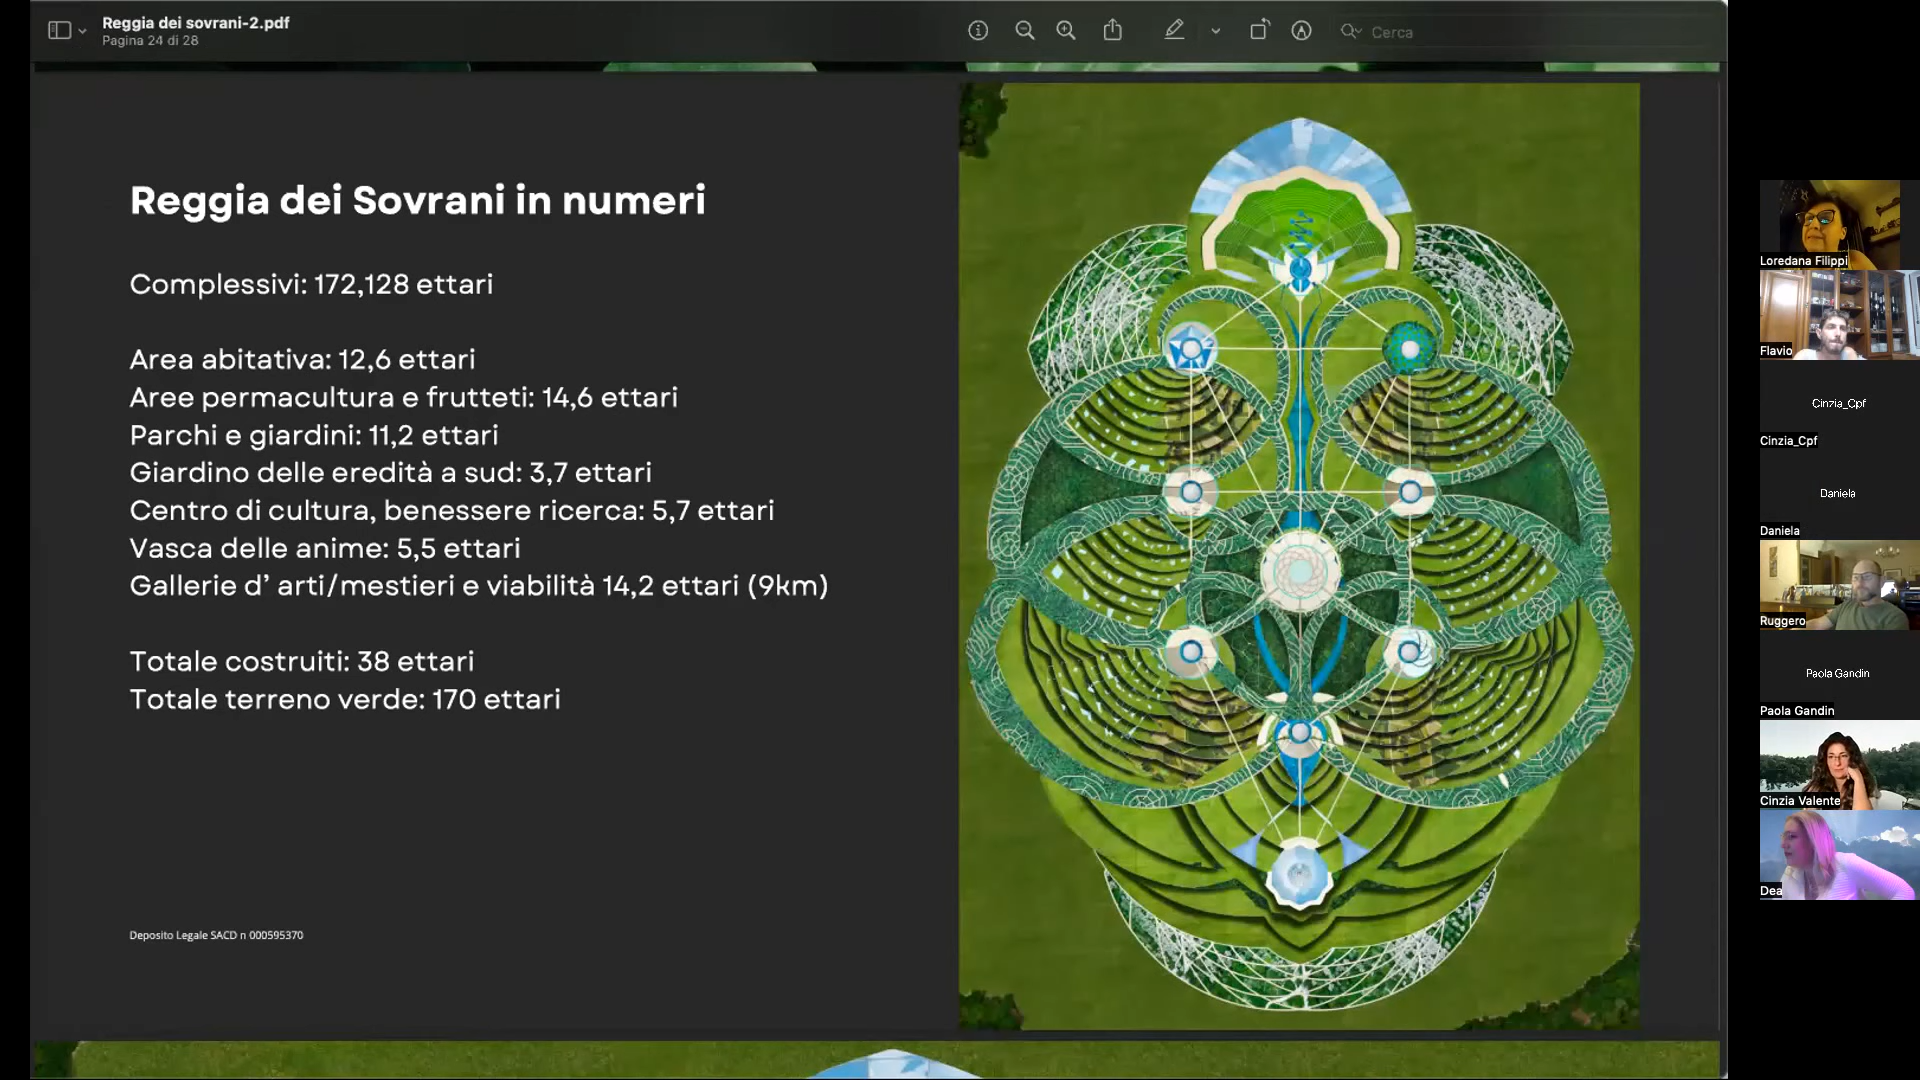 Reggia dei sovrani-2.pdf
Pagina 24 di 28
Cerca
Reggia dei Sovrani in numeri
Complessivi: 172,128 ettari
Area abitativa: 12,6 ettari
Aree permacultura e frutteti: 14,6 ettari
Parchi e giardini: 11,2 ettari
Giardino delle eredità a sud: 3,7 ettari
Centro di cultura, benessere ricerca: 5,7 ettari
Vasca delle anime: 5,5 ettari
Gallerie d' arti/mestieri e viabilità 14,2 ettari (9km)
Totale costruiti: 38 ettari
Totale terreno verde: 170 ettari
Deposito Legale SACD n 000595370
Loredana Filippi
Flavio
Cinzia_Cpf
Cinzia_Cpf
Daniela
Daniela
Ruggero
Paola Gandin
Paola Gandin
Cinzia Valente
Dea